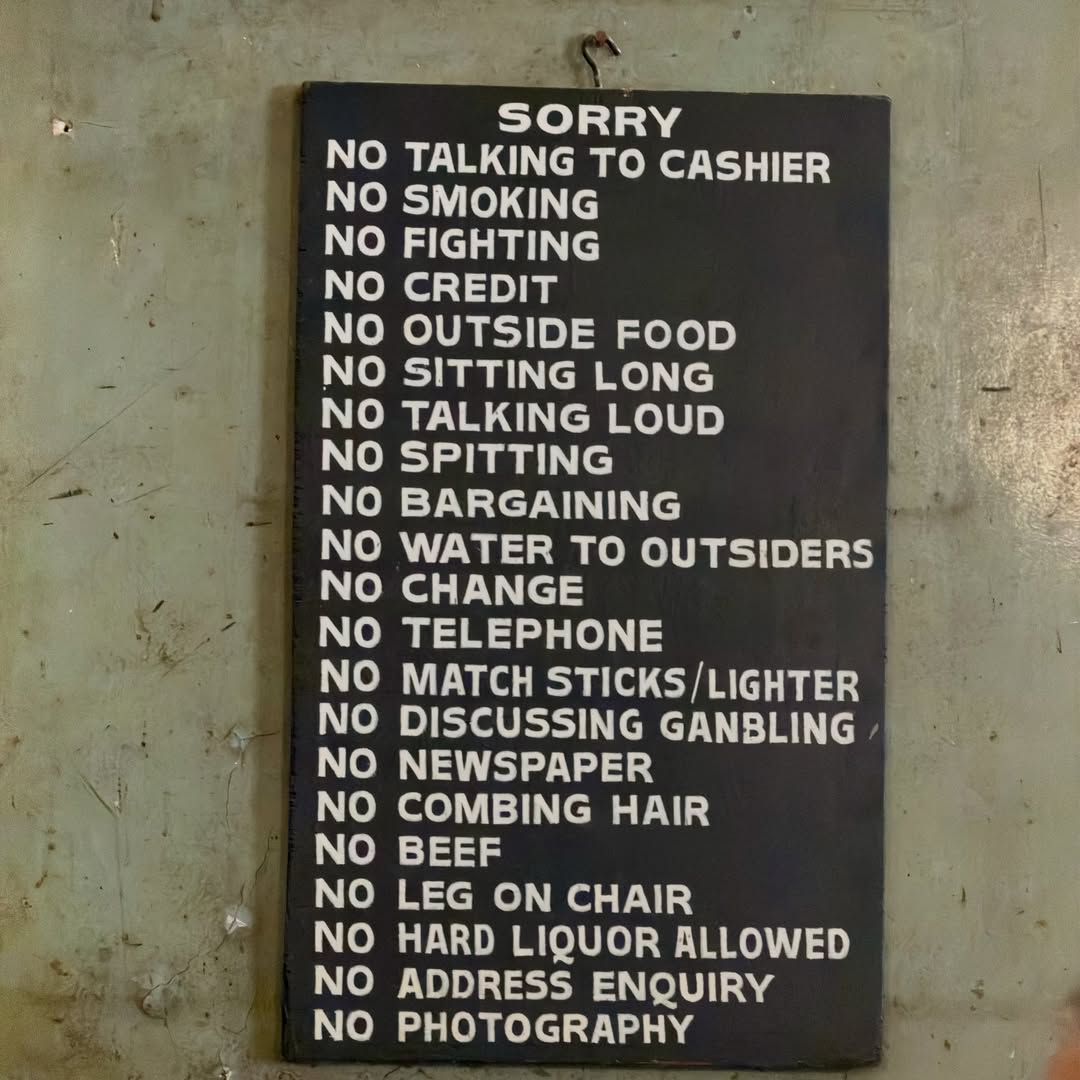 SORRY
NO TALKING TO CASHIER
NO SMOKING
NO FIGHTING
NO CREDIT
NO OUTSIDE FOOD
NO SITTING LONG
NO TALKING LOUD
NO SPITTING
NO BARGAINING
NO WATER TO OUTSIDERS
NO CHANGE
NO TELEPHONE
NO MATCH STICKS/LIGHTER
NO DISCUSSING GANBLING
NO NEWSPAPER
NO COMBING HAIR
NO BEEF
NO LEG ON CHAIR
NO HARD LIQUOR ALLOWED
NO ADDRESS ENQUIRY
NO PHOTOGRAPHY